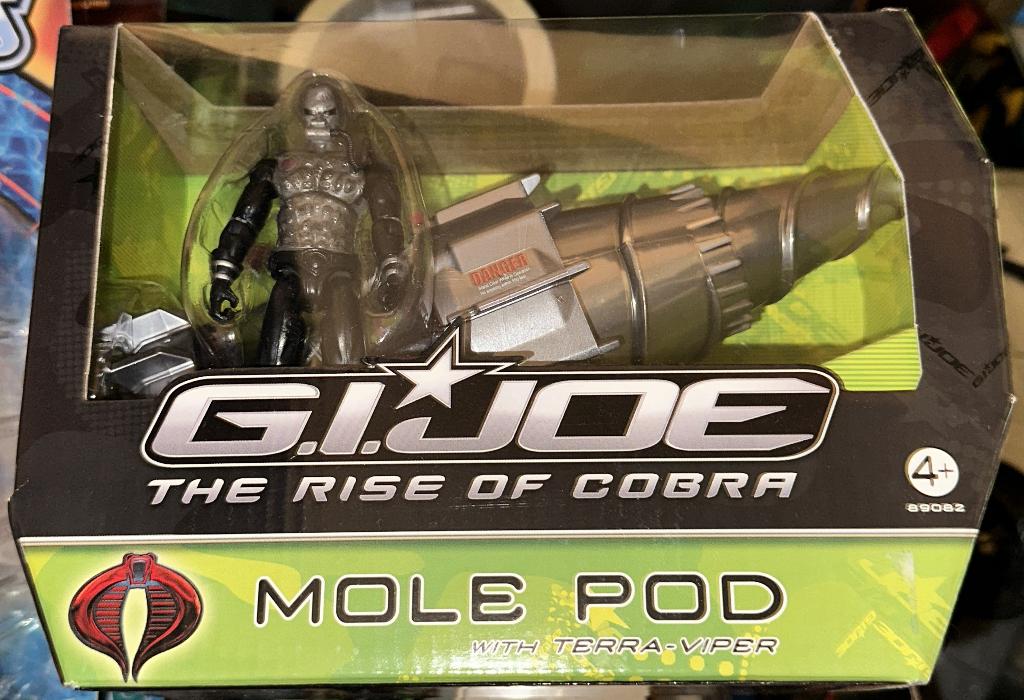 DANGER
G.I.JOE
THE RISE OF COBRA
4+
89082
MOLE POD
WITH TERRA-VIPER